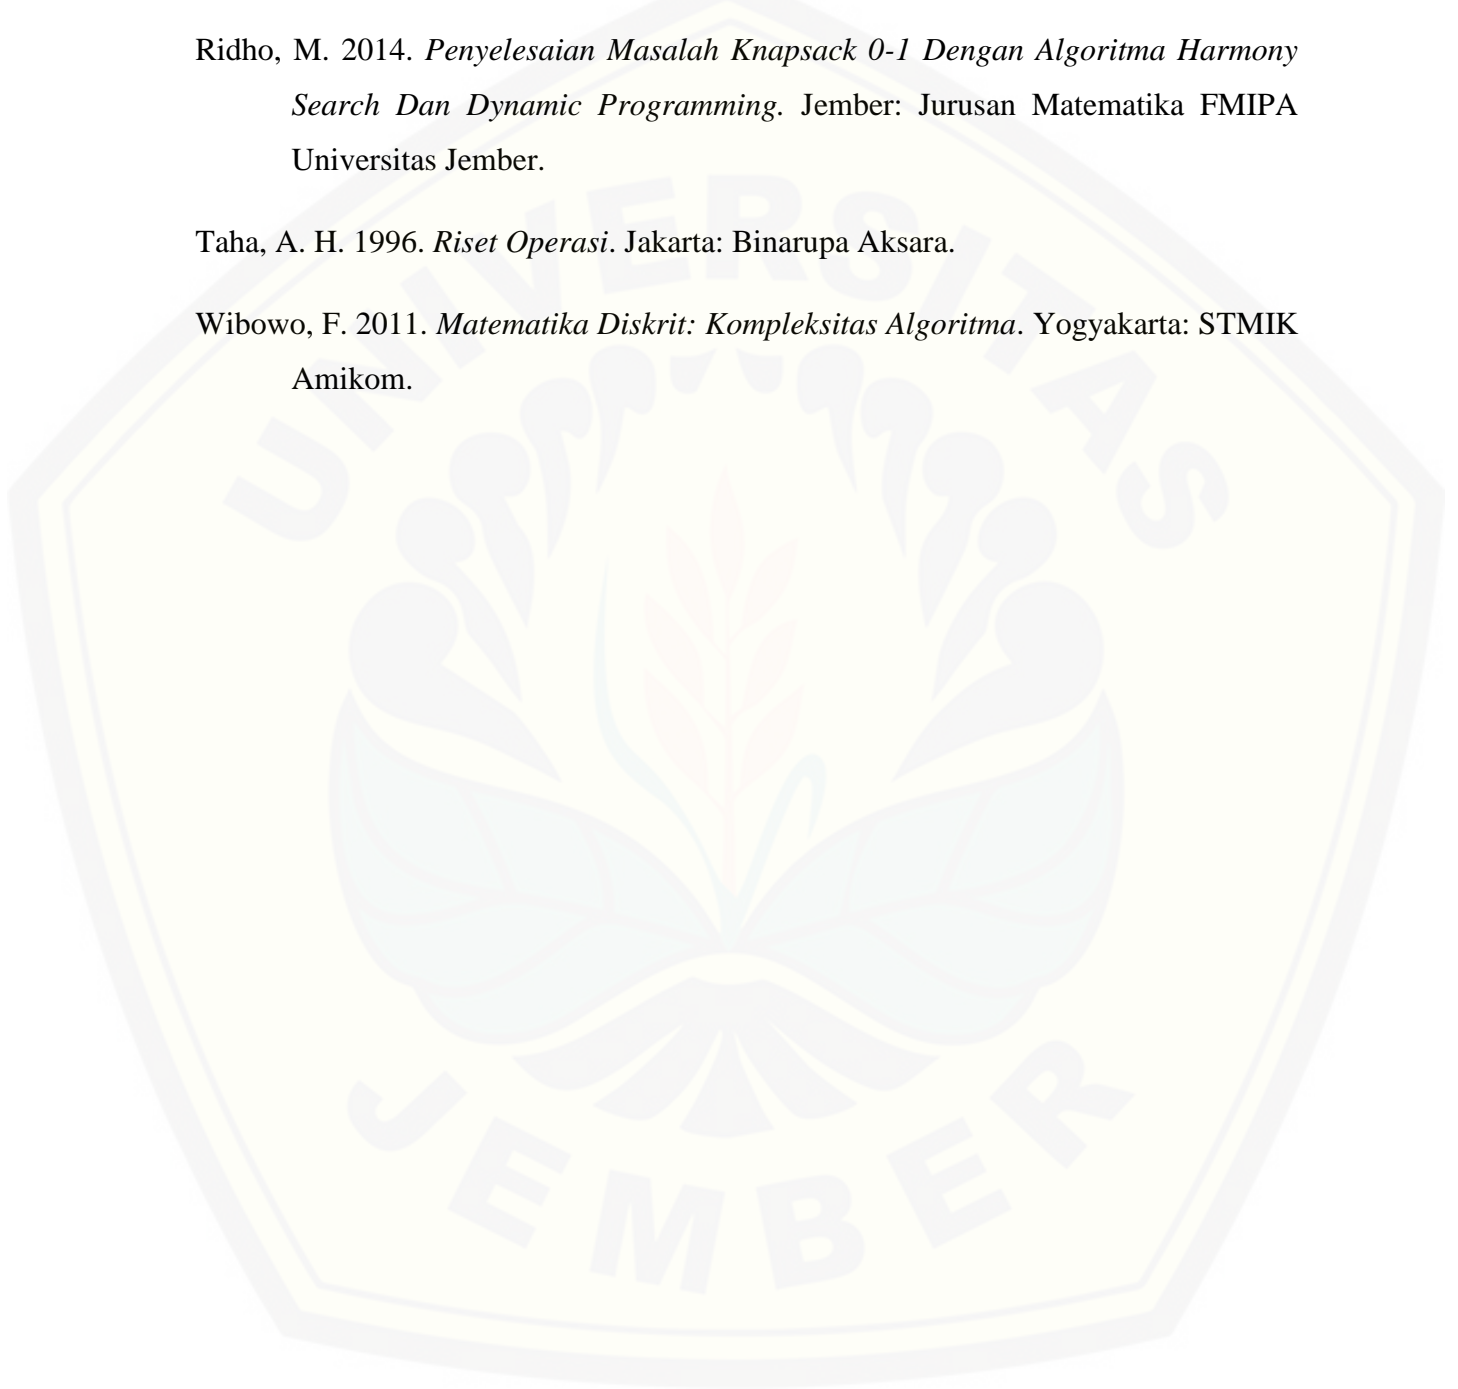 Ridho, M. 2014. Penyelesaian Masalah Knapsack 0-1 Dengan Algoritma Harmony
Search Dan Dynamic Programming. Jember: Jurusan Matematika FMIPA
Universitas Jember.
Taha, A. H. 1996. Riset Operasi. Jakarta: Binarupa Aksara.
Wibowo, F. 2011. Matematika Diskrit: Kompleksitas Algoritma. Yogyakarta: STMIK
Amikom.
UNIVERSITAS
JEMBER